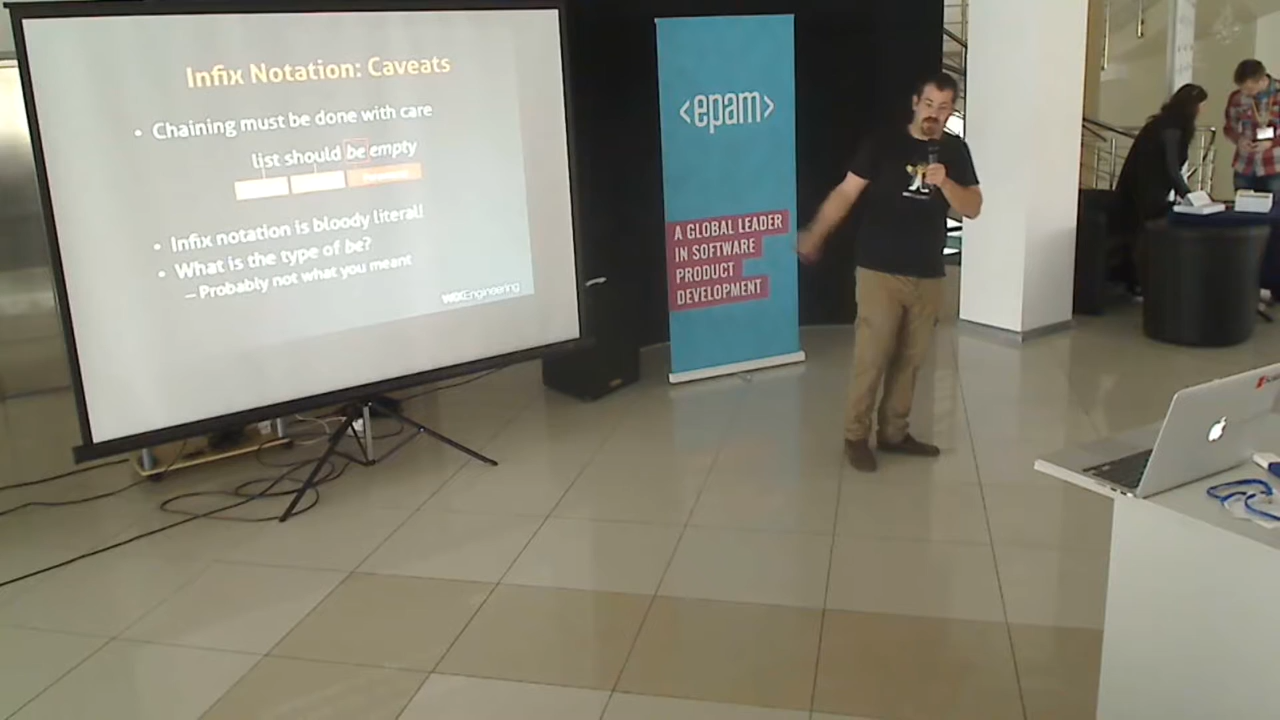 Infix Notation: Caveats
• Chaining must be done with care
list should be empty
• Infix notation is bloody literal!
• What is the type of be?
– Probably not what you meant
WIXEngineering
<epam>
A GLOBAL LEADER
IN SOFTWARE
PRODUCT
DEVELOPMENT